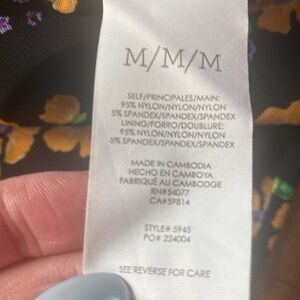 M/M/M
SELF/PRINCIPALES/MAIN:
95% NYLON/NYLON/NYLON
5% SPANDEX/SPANDEX/SPANDEX
LINING/FORRO/DOUBLURE:
95% NYLON/NYLON/NYLON
5% SPANDEX/SPANDEX/SPANDEX
MADE IN CAMBODIA
HECHO EN CAMBOYA
FABRIQUÉ AU CAMBODGE
RN#54077
CA#59814
STYLE# 5945
PO# 224004
SEE REVERSE FOR CARE